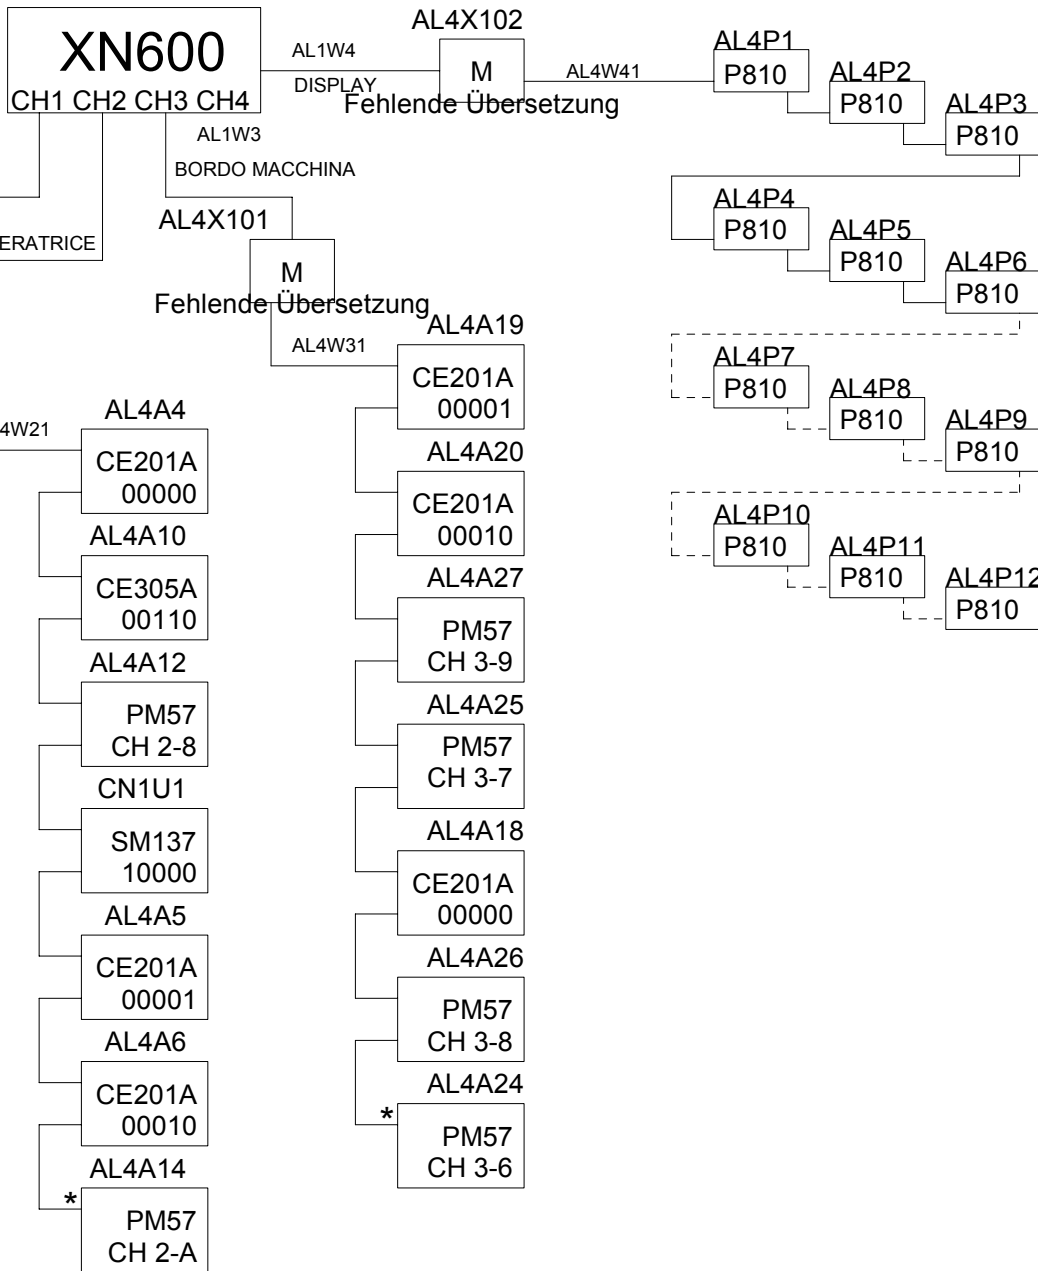 XN600
CH1 CH2 CH3 CH4
AL1W4
DISPLAY
AL4X102
M
Fehlende Übersetzung
AL4W41
AL4P1
P810
AL4P2
P810
AL4P3
P810
AL4P4
P810
AL4P5
P810
AL4P6
P810
AL4P7
P810
AL4P8
P810
AL4P9
P810
AL4P10
P810
AL4P11
P810
AL4P12
P810
AL1W3
BORDO MACCHINA
ERATRICE
AL4X101
M
Fehlende Übersetzung
AL4W31
AL4A19
CE201A
00001
AL4A20
CE201A
00010
AL4A27
PM57
CH 3-9
AL4A25
PM57
CH 3-7
AL4A18
CE201A
00000
AL4A26
PM57
CH 3-8
AL4A24
*
PM57
CH 3-6
4W21
AL4A4
CE201A
00000
AL4A10
CE305A
00110
AL4A12
PM57
CH 2-8
CN1U1
SM137
10000
AL4A5
CE201A
00001
AL4A6
CE201A
00010
AL4A14
*
PM57
CH 2-A